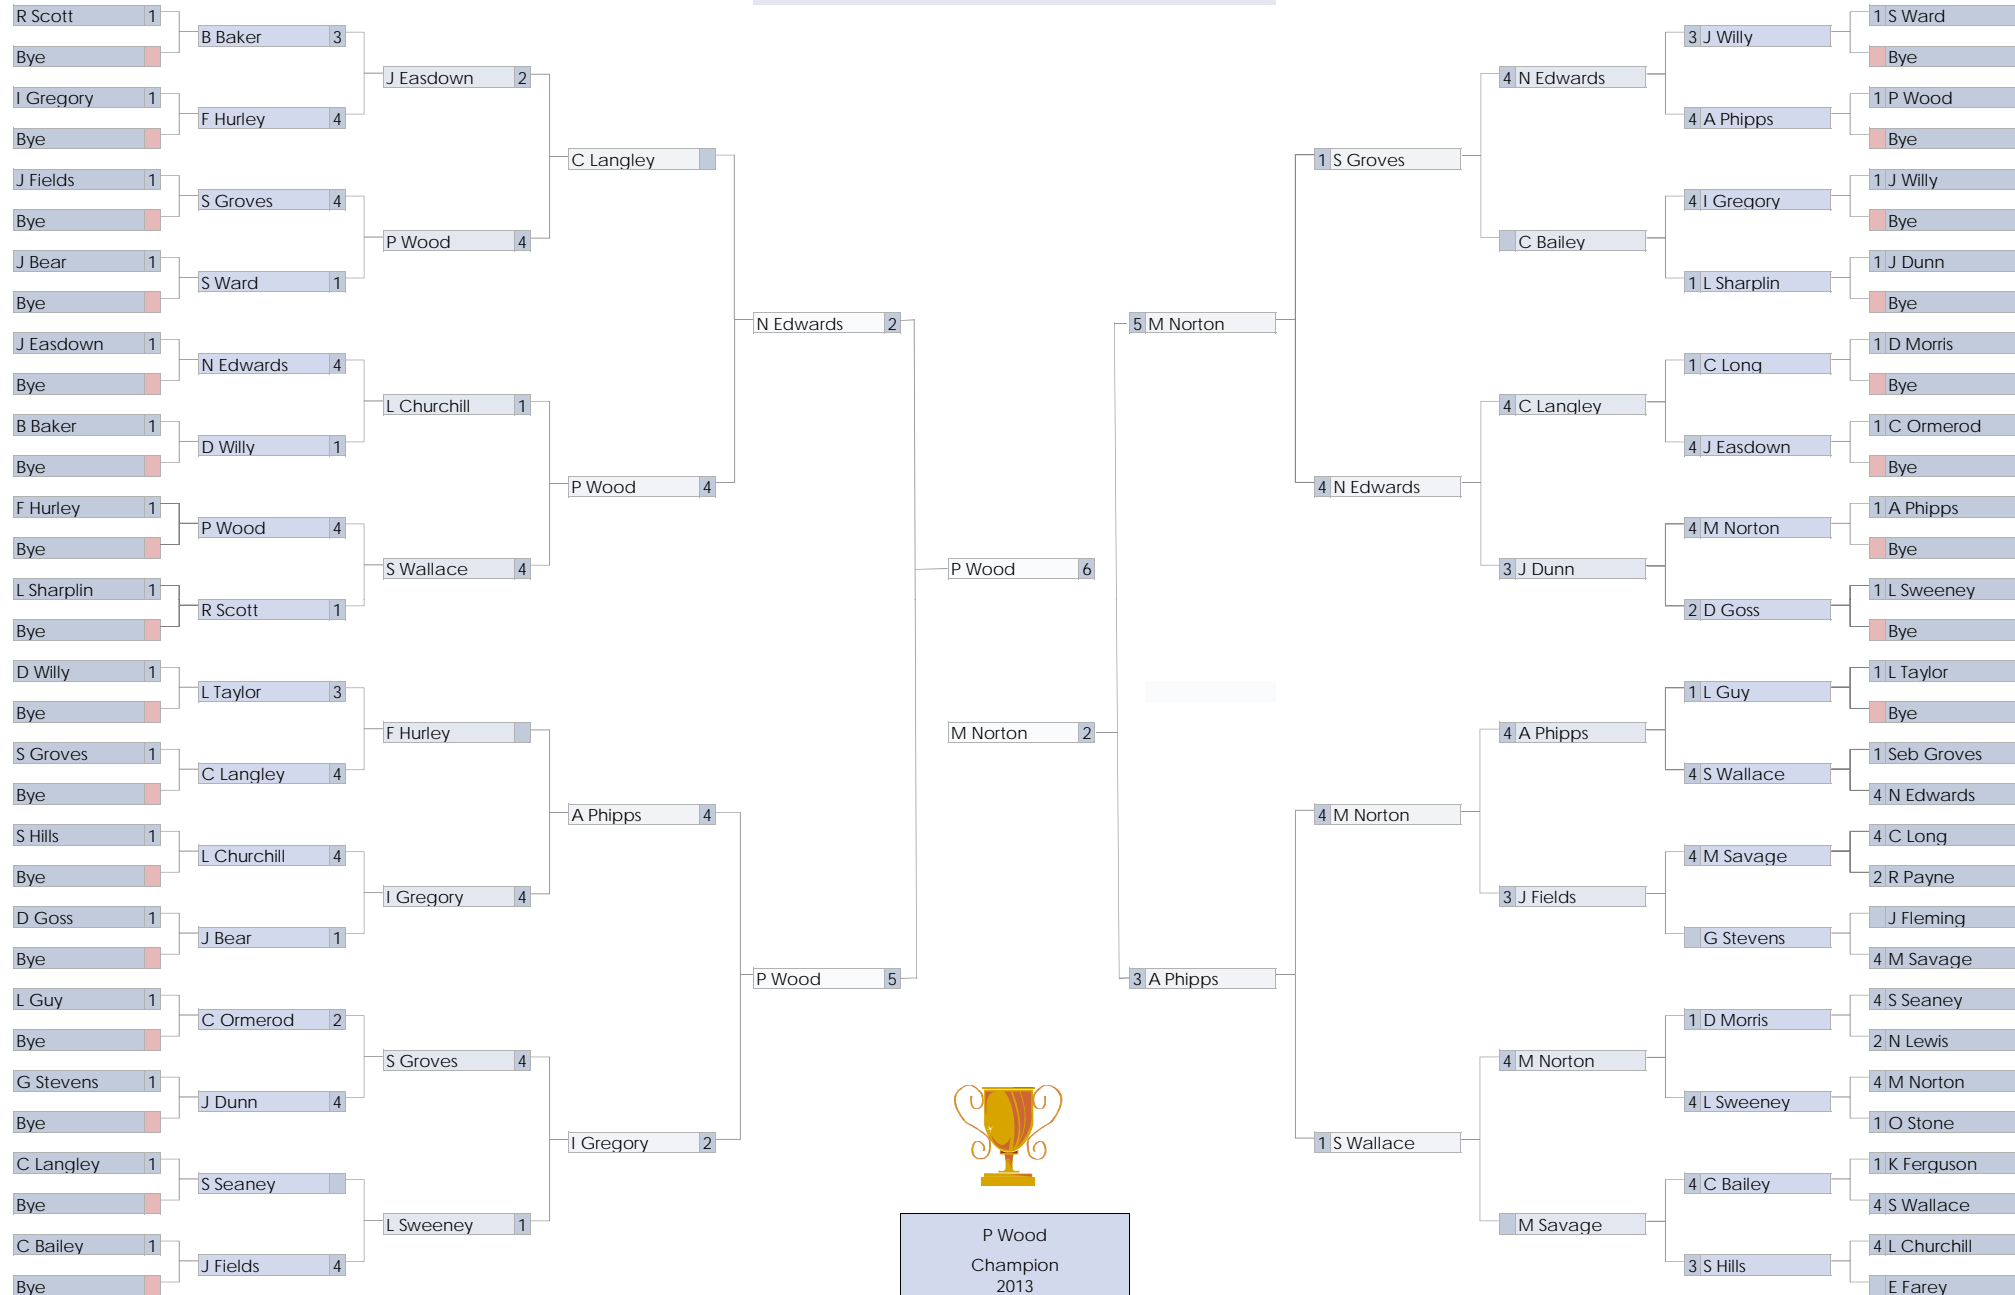 R Scott 1
Bye
I Gregory 1
Bye
J Fields 1
Bye
J Bear 1
Bye
J Easdown 1
Bye
B Baker 1
Bye
F Hurley 1
Bye
L Sharplin 1
Bye
D Willy 1
Bye
S Groves 1
Bye
S Hills 1
Bye
D Goss 1
Bye
L Guy 1
Bye
G Stevens 1
Bye
C Langley 1
Bye
C Bailey 1
Bye
B Baker 3
F Hurley 4
S Groves 4
S Ward 1
N Edwards 4
D Willy 1
P Wood 4
R Scott 1
L Taylor 3
C Langley 4
L Churchill 4
J Bear 1
C Ormerod 2
J Dunn 4
S Seaney
J Fields 4
J Easdown 2
P Wood 4
L Churchill 1
S Wallace 4
F Hurley
I Gregory 4
S Groves 4
L Sweeney 1
C Langley
P Wood 4
A Phipps 4
I Gregory 2
N Edwards 2
P Wood 5
P Wood 6
M Norton 2
P Wood
Champion
2013
5 M Norton
3 A Phipps
1 S Groves
4 N Edwards
4 M Norton
1 S Wallace
4 N Edwards
C Bailey
4 C Langley
3 J Dunn
4 A Phipps
3 J Fields
4 M Norton
M Savage
3 J Willy
4 A Phipps
4 I Gregory
1 L Sharplin
1 C Long
4 J Easdown
4 M Norton
2 D Goss
1 L Guy
4 S Wallace
4 M Savage
G Stevens
1 D Morris
4 L Sweeney
4 C Bailey
3 S Hills
1 S Ward
Bye
1 P Wood
Bye
1 J Willy
Bye
1 J Dunn
Bye
1 D Morris
Bye
1 C Ormerod
Bye
1 A Phipps
Bye
1 L Sweeney
Bye
1 L Taylor
Bye
1 Seb Groves
4 N Edwards
4 C Long
2 R Payne
J Fleming
4 M Savage
4 S Seaney
2 N Lewis
4 M Norton
1 O Stone
1 K Ferguson
4 S Wallace
4 L Churchill
E Farey